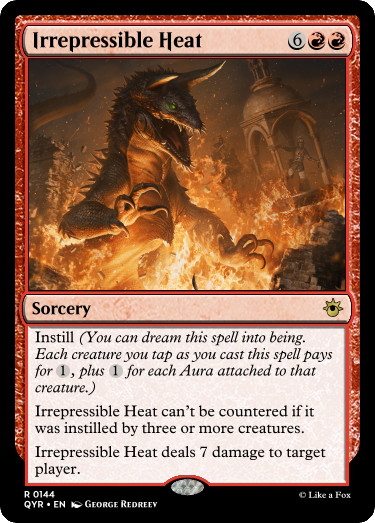 Irrepressible Heat 6
Sorcery
Instill (You can dream this spell into being.
Each creature you tap as you cast this spell pays
for 1, plus 1 for each Aura attached to that
creature.)
Irrepressible Heat can't be countered if it
was instilled by three or more creatures.
Irrepressible Heat deals 7 damage to target
player.
R 0144
QYR • EN George Redreey © Like a Fox